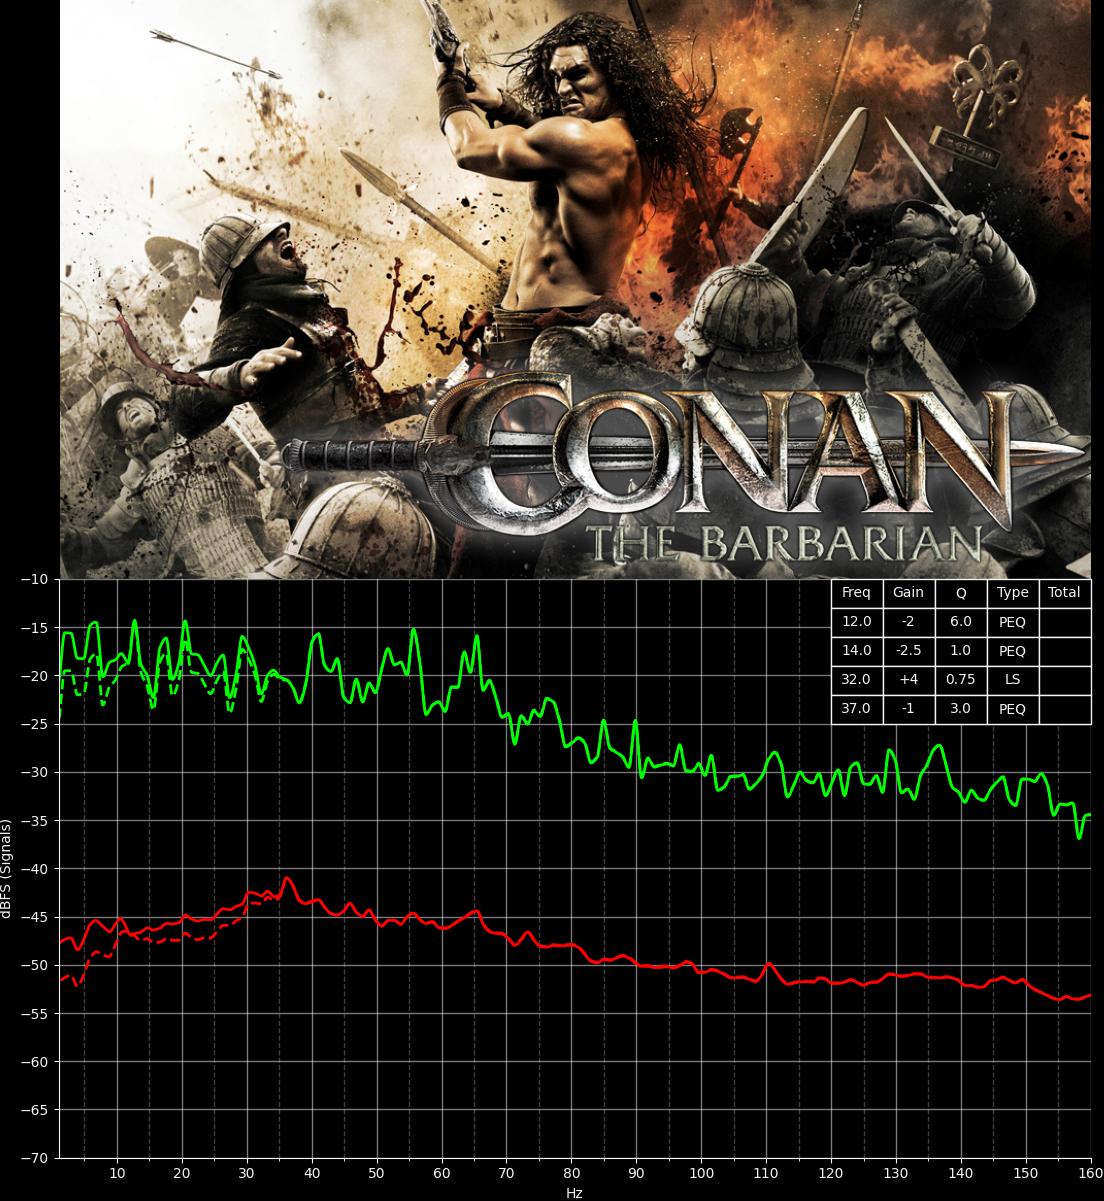 CONAN
THE BARBARIAN
Freq Gain Q Type Total
12.0 -2 6.0 PEQ
14.0 -2.5 1.0 PEQ
32.0 +4 0.75 LS
37.0 -1 3.0 PEQ
−10
−15
−20
−25
−30
−35
−40
−45
−50
−55
−60
−65
−70
dBFS (Signals)
10 20 30 40 50 60 70 80 90 100 110 120 130 140 150 160
Hz